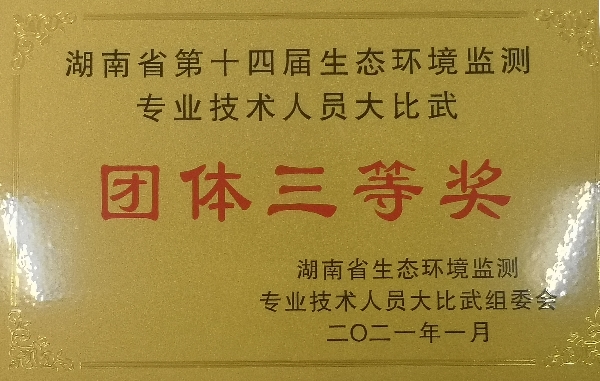 湖南省第十四届生态环境监测
专业技术人员大比武
团体三等奖
湖南省生态环境监测
专业技术人员大比武组委会
二〇二一年一月